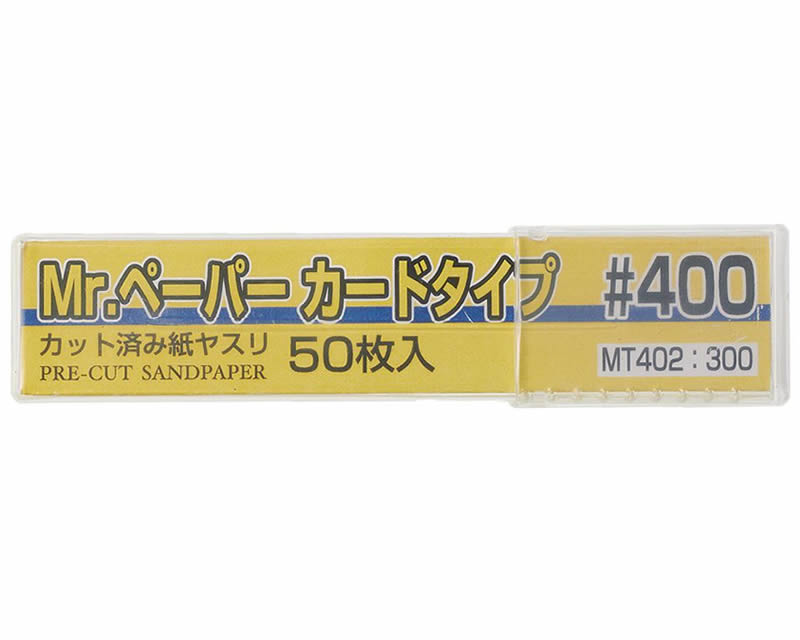 Mr.ペーパー カードタイプ #400
カット済み紙ヤスリ 50枚入
PRE-CUT SANDPAPER
MT402:300